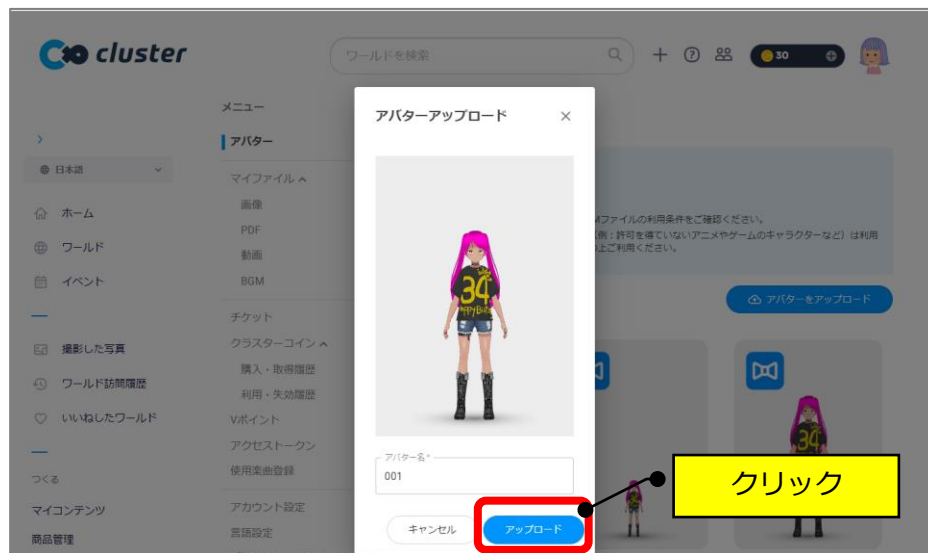 cluster
ワールドを検索
30
メニュー
アバター
日本語
ホーム
ワールド
イベント
撮影した写真
ワールド訪問履歴
いいねしたワールド
つくる
マイコンテンツ
商品管理
マイファイル
画像
PDF
動画
BGM
チケット
クラスターコイン
購入・取得履歴
利用・失効履歴
Vポイント
アクセストークン
使用楽曲登録
アカウント設定
言語設定
アバターアップロード
34
アバター名*
001
キャンセル
アップロード
Mファイルの利用条件をご確認ください。
(例：許可を得ていないアニメやゲームのキャラクターなど）は利用
上ご利用ください。
アバターをアップロード
34
クリック